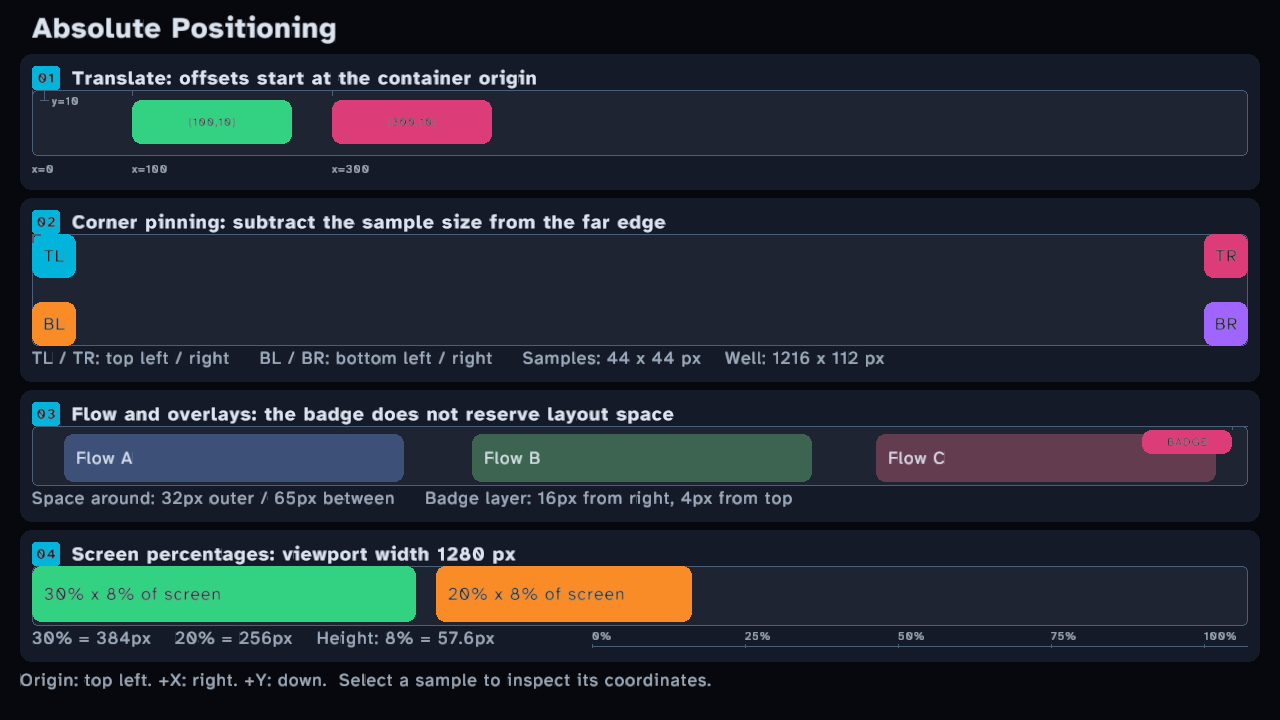 Absolute Positioning
01 Translate: offsets start at the container origin
y=10
(100,10) (300,10)
x=0 x=100 x=300
02 Corner pinning: subtract the sample size from the far edge
TL TR
BL BR
TL / TR: top left / right BL / BR: bottom left / right Samples: 44 x 44 px Well: 1216 x 112 px
03 Flow and overlays: the badge does not reserve layout space
BADGE
Flow A Flow B Flow C
Space around: 32px outer / 65px between Badge layer: 16px from right, 4px from top
04 Screen percentages: viewport width 1280 px
30% x 8% of screen 20% x 8% of screen
30% = 384px 20% = 256px Height: 8% = 57.6px 0% 25% 50% 75% 100%
Origin: top left. +X: right. +Y: down. Select a sample to inspect its coordinates.